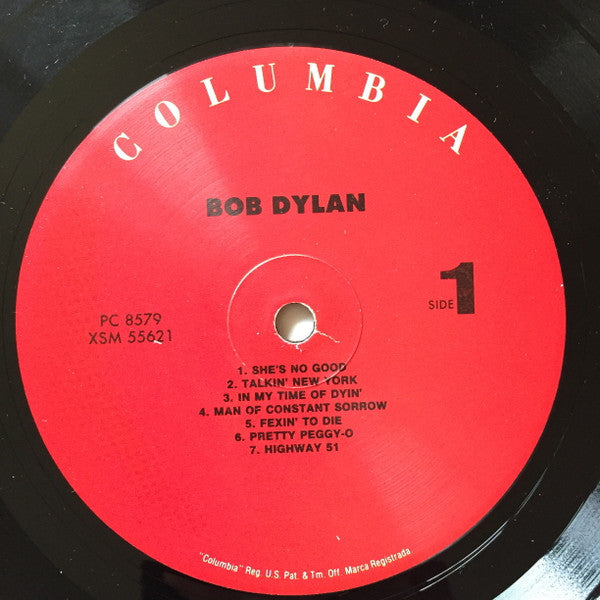 COLUMBIA
BOB DYLAN
SIDE 1
PC 8579
XSM 55621
1. SHE'S NO GOOD
2. TALKIN' NEW YORK
3. IN MY TIME OF DYIN'
4. MAN OF CONSTANT SORROW
5. FEXIN' TO DIE
6. PRETTY PEGGY-O
7. HIGHWAY 51
"Columbia" Reg. U.S. Pat. & Tm. Off. Marca Registrada